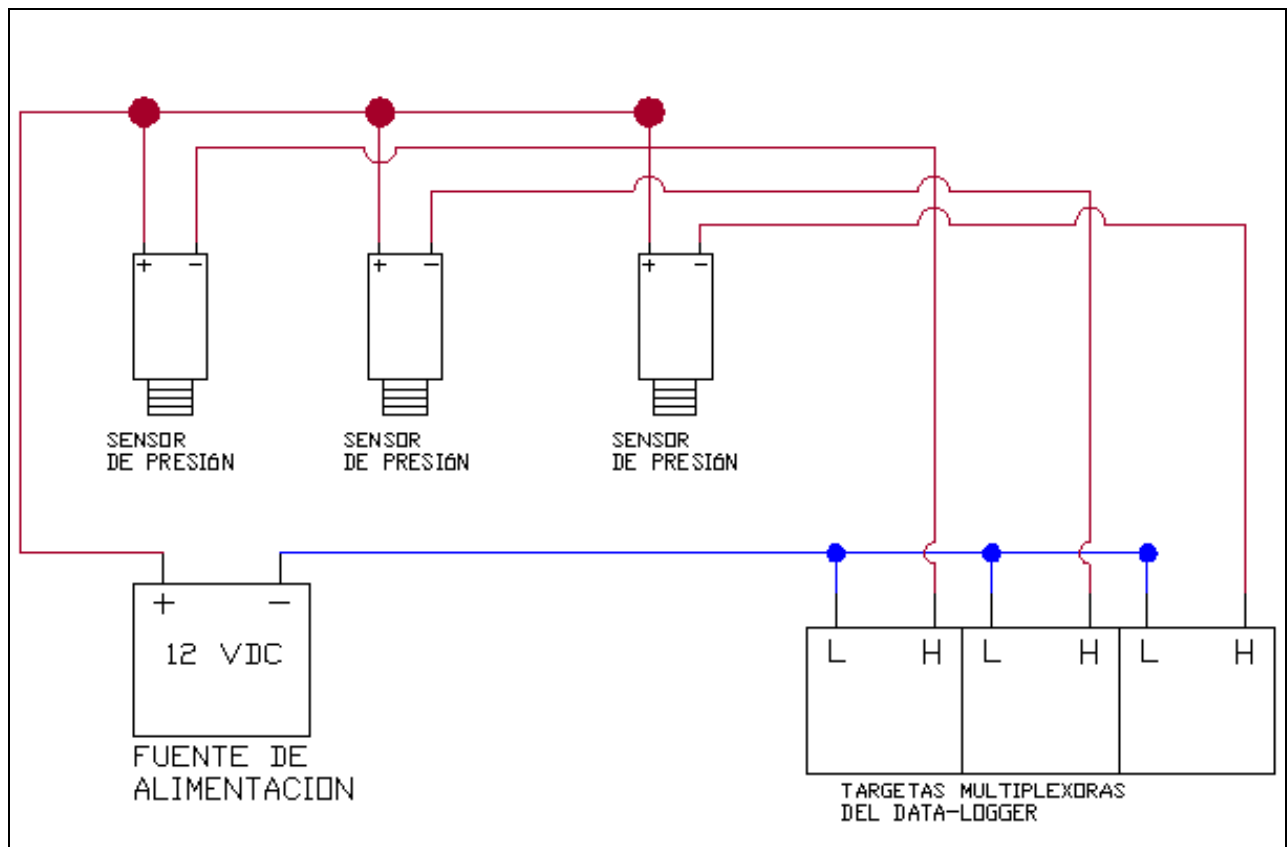 + −
+ −
+ −
SENSOR
DE PRESIÓN
SENSOR
DE PRESIÓN
SENSOR
DE PRESIÓN
+ −
12 VDC
FUENTE DE
ALIMENTACION
L H L H L H
TARGETAS MULTIPLEXORAS
DEL DATA-LOGGER